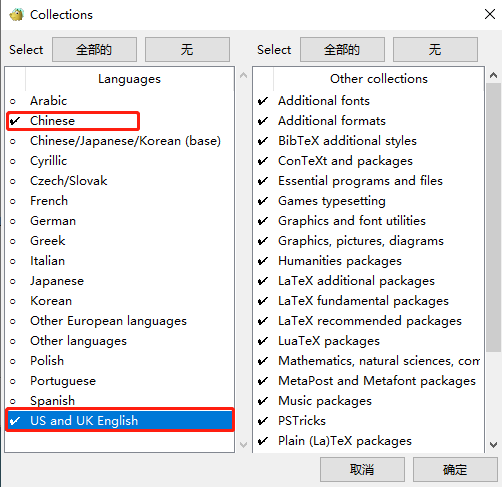 Collections
Select 全部的 无
Select 全部的 无
Languages
Arabic
Chinese
Chinese/Japanese/Korean (base)
Cyrillic
Czech/Slovak
French
German
Greek
Italian
Japanese
Korean
Other European languages
Other languages
Polish
Portuguese
Spanish
US and UK English
Other collections
Additional fonts
Additional formats
BibTeX additional styles
ConTeXt and packages
Essential programs and files
Games typesetting
Graphics and font utilities
Graphics, pictures, diagrams
Humanities packages
LaTeX additional packages
LaTeX fundamental packages
LaTeX recommended packages
LuaTeX packages
Mathematics, natural sciences, com
MetaPost and Metafont packages
Music packages
PSTricks
Plain (La)TeX packages
取消 确定